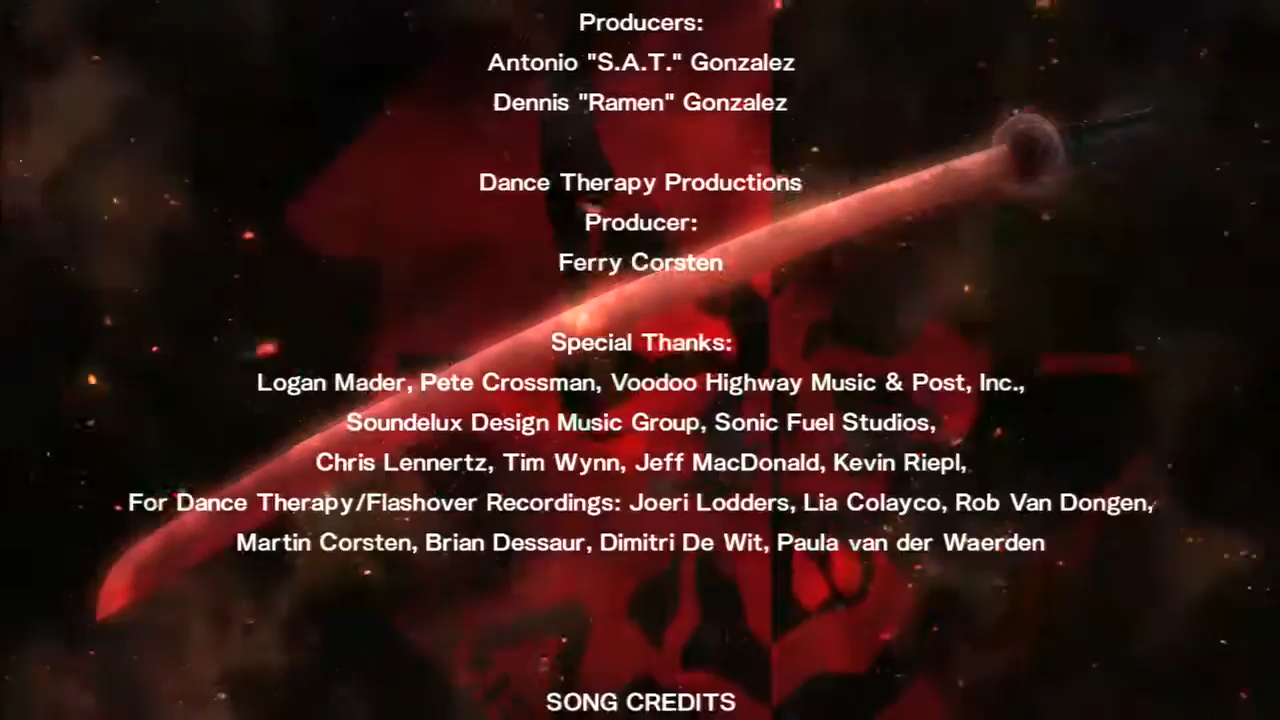 Producers:
Antonio "S.A.T." Gonzalez
Dennis "Ramen" Gonzalez
Dance Therapy Productions
Producer:
Ferry Corsten
Special Thanks:
Logan Mader, Pete Crossman, Voodoo Highway Music & Post, Inc.,
Soundelux Design Music Group, Sonic Fuel Studios,
Chris Lennertz, Tim Wynn, Jeff MacDonald, Kevin Riepl,
For Dance Therapy/Flashover Recordings: Joeri Lodders, Lia Colayco, Rob Van Dongen,
Martin Corsten, Brian Dessaur, Dimitri De Wit, Paula van der Waerden
SONG CREDITS